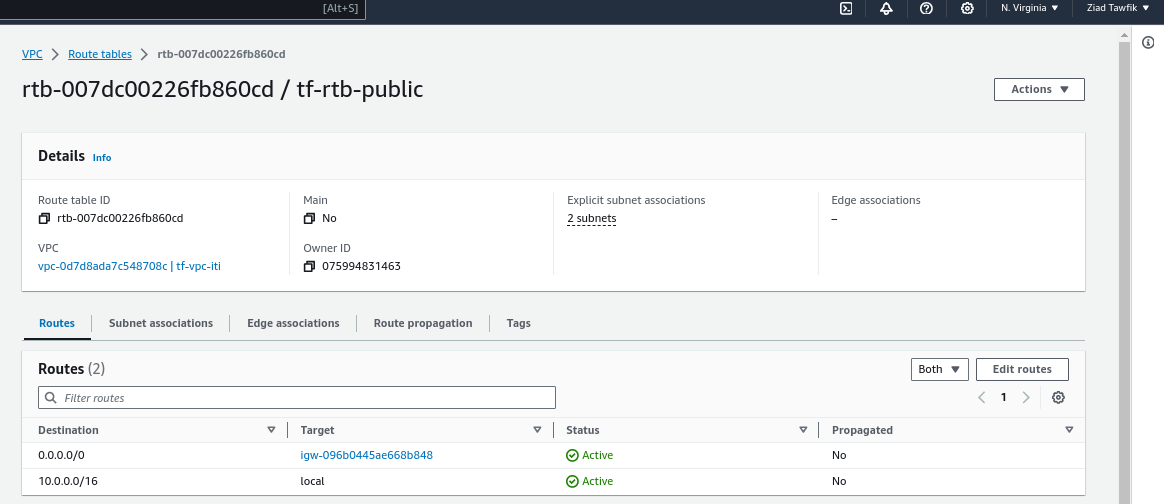 [Alt+S] N. Virginia Ziad Tawfik
VPC Route tables rtb-007dc00226fb860cd
rtb-007dc00226fb860cd / tf-rtb-public
Actions
Details Info
Route table ID Main Explicit subnet associations Edge associations
rtb-007dc00226fb860cd No 2 subnets –
VPC Owner ID
vpc-0d7d8ada7c548708c | tf-vpc-iti 075994831463
Routes Subnet associations Edge associations Route propagation Tags
Routes (2) Both Edit routes
Filter routes 1
Destination Target Status Propagated
0.0.0.0/0 igw-096b0445ae668b848 Active No
10.0.0.0/16 local Active No